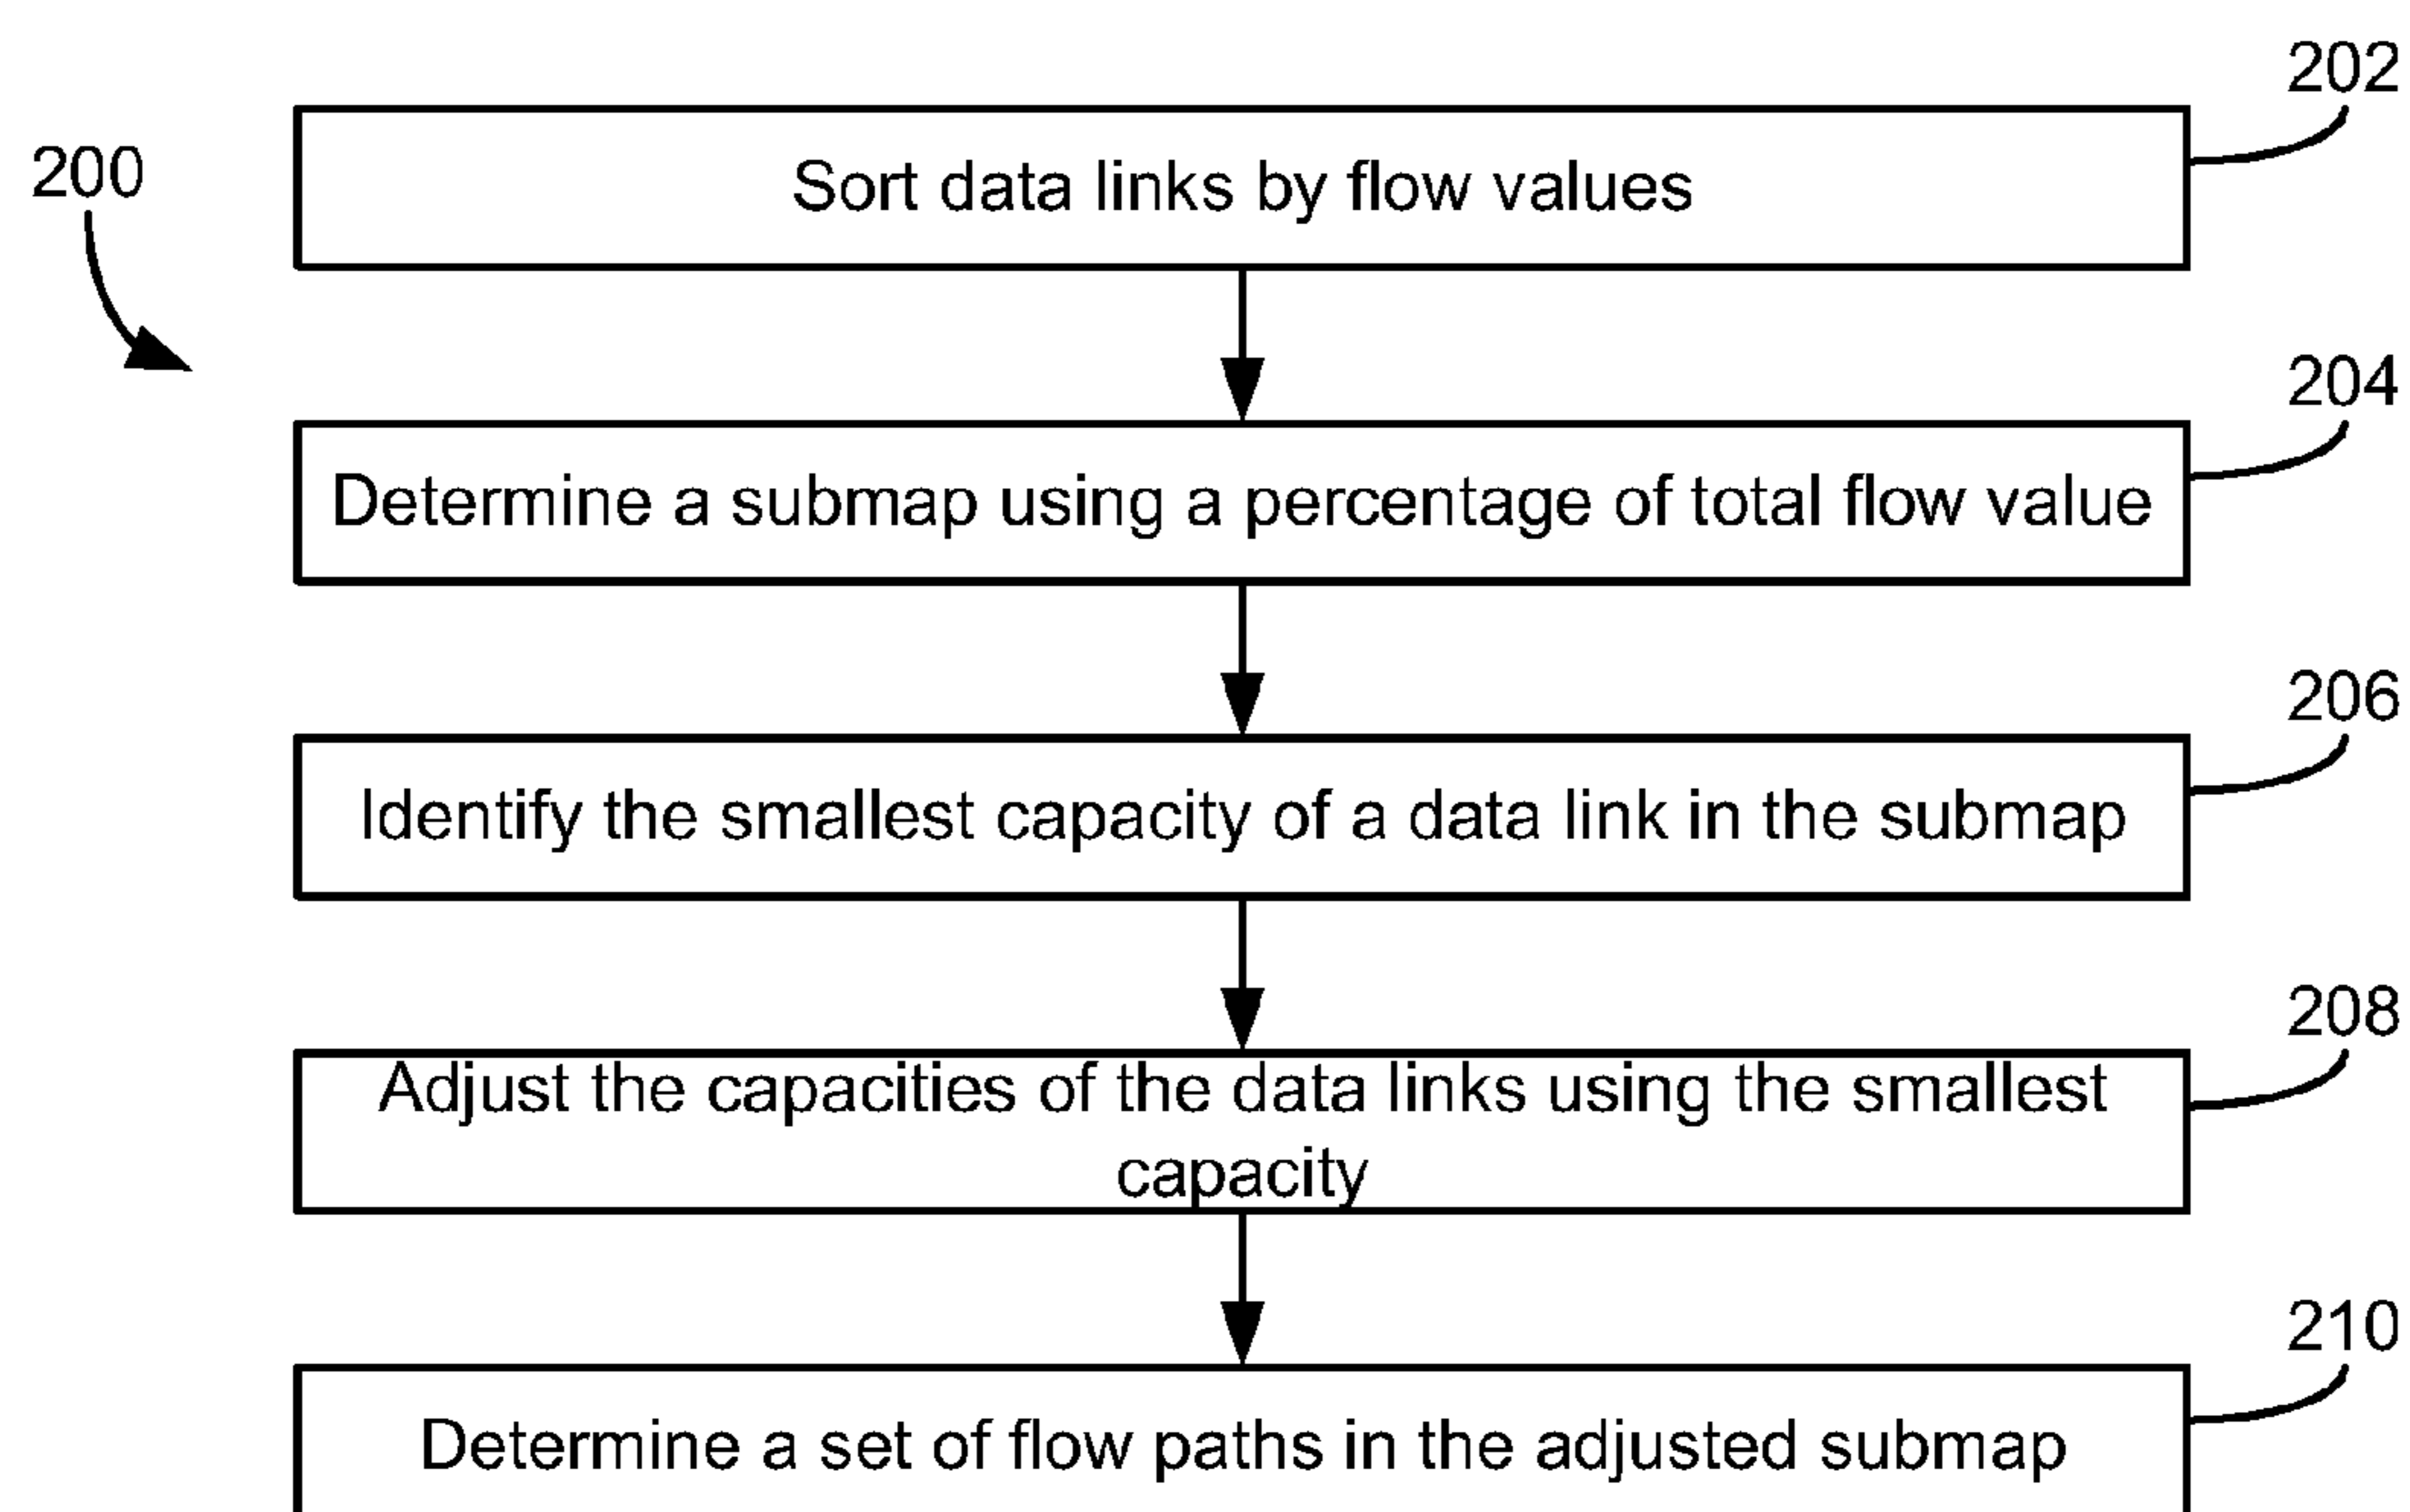 202
200
Sort data links by flow values
204
Determine a submap using a percentage of total flow value
206
Identify the smallest capacity of a data link in the submap
208
Adjust the capacities of the data links using the smallest
capacity
210
Determine a set of flow paths in the adjusted submap